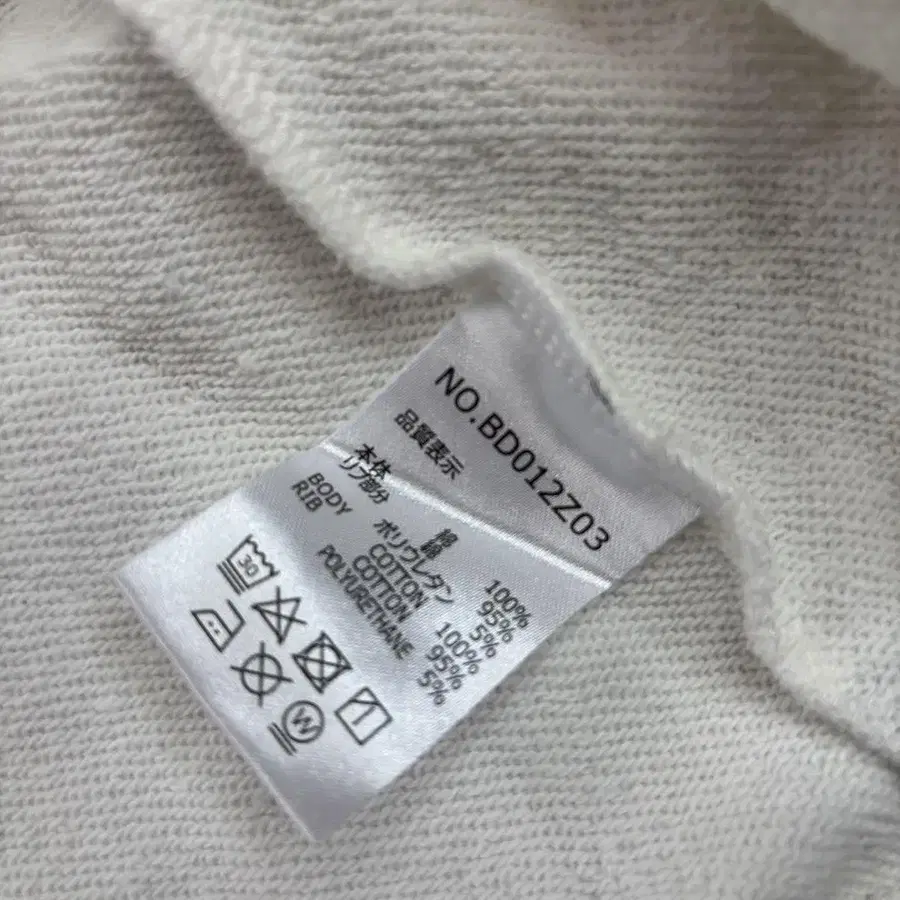 NO.BD012Z03
品質表示
本体 綿 100%
リブ部分 綿 95%
ポリウレタン 5%
BODY COTTON 100%
RIB COTTON 95%
POLYURETHANE 5%
30
W